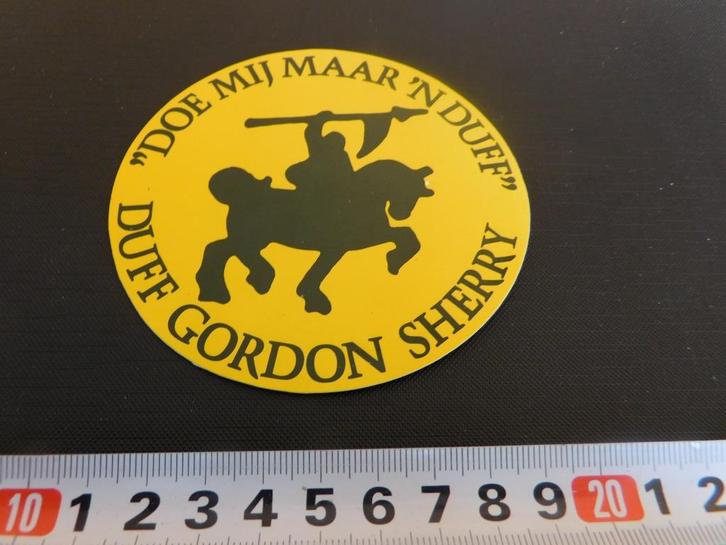 "DOE MIJ MAAR 'N DUFF"
DUFF GORDON SHERRY
10 1 2 3 4 5 6 7 8 9 20 1 2